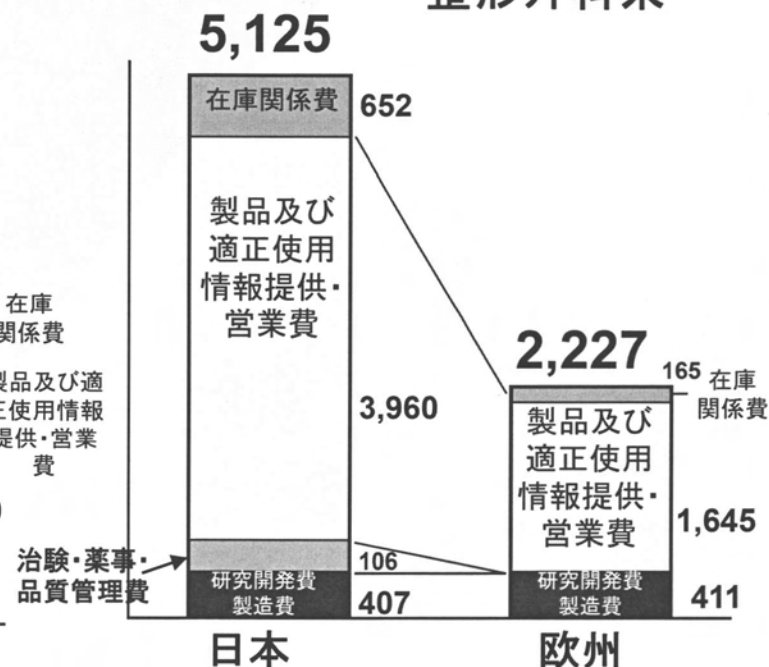 5,125
在庫関係費
652
製品及び
適正使用
情報提供・
営業費
3,960
106
研究開発費
製造費
407
日本
治験・薬事・
品質管理費
在庫
関係費
製品及び適
正使用情報
提供・営業
費
2,227
165
在庫
関係費
製品及び
適正使用
情報提供・
営業費
1,645
研究開発費
製造費
411
欧州